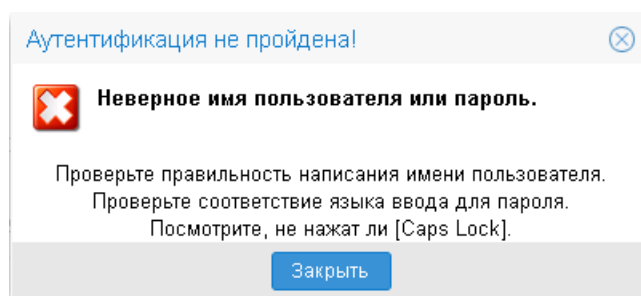 Аутентификация не пройдена!
Неверное имя пользователя или пароль.
Проверьте правильность написания имени пользователя.
Проверьте соответствие языка ввода для пароля.
Посмотрите, не нажат ли [Caps Lock].
Закрыть